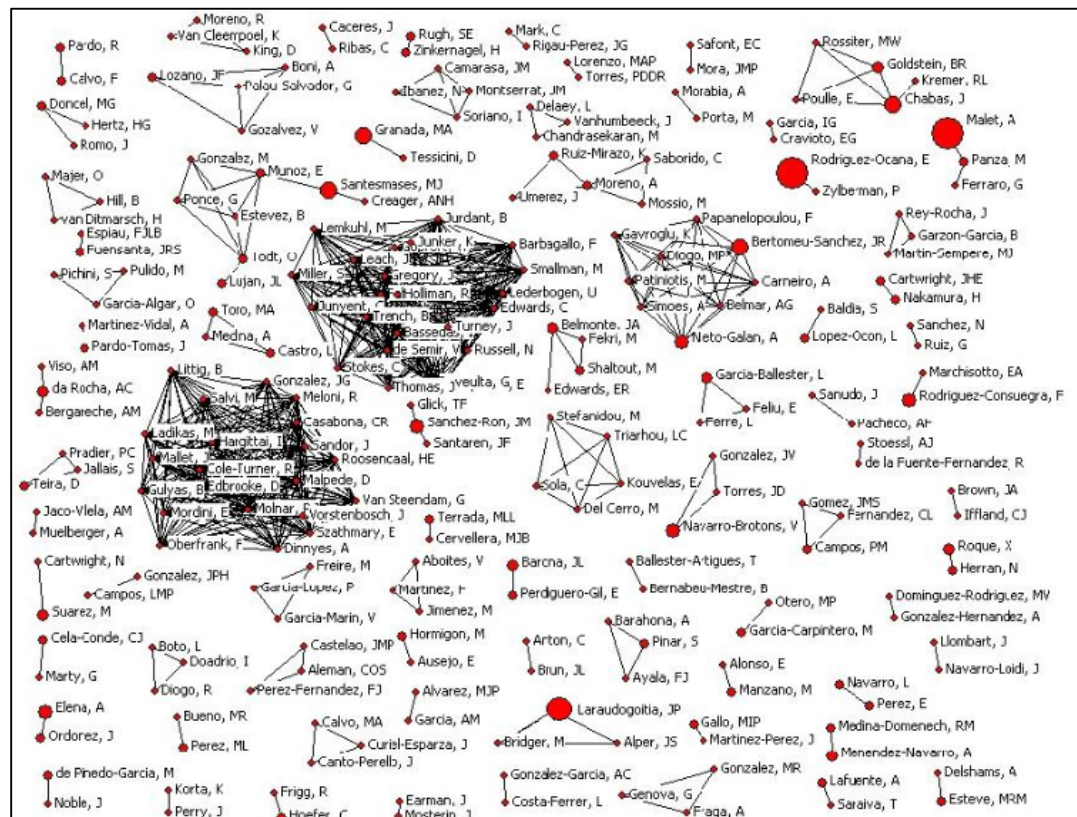 Pardo, R
Calvo, F
Moreno, R
Van Cleempoel, K
King, D
Caceres, J
Ribas, C
Rugh, SE
Zinkernagel, H
Mark, C
Rigau-Perez, JG
Lorenzo, MAP
Torres, PDDR
Safont, EC
Mora, JMP
Rossiter, MW
Goldstein, BR
Kremer, RL
Chabas, J
Poulle, E
Lozano, JF
Boni, A
Palau Salvador, G
Gozalvez, V
Camarasa, JM
Ibanez, N
Montserrat, JM
Soriano, I
Delaey, L
Vanhumbeeck, J
Chandrasekaran, M
Morabia, A
Porta, M
Garcia, IG
Cravioto, EG
Malet, A
Panza, M
Ferraro, G
Doncel, MG
Hertz, HG
Romo, J
Granada, MA
Tessicini, D
Ruiz-Mirazo, K
Saborido, C
Umerez, J
Moreno, A
Mossio, M
Rodriguez-Ocana, E
Zylberman, P
Gonzalez, M
Munoz, E
Ponce, G
Estevez, B
Todt, O
Lujan, JL
Santesmases, MJ
Creager, ANH
Majer, O
Hill, B
van Ditmarsch, H
Espiau, FJLB
Fuensanta, JRS
Pichini, S
Pulido, M
Garcia-Algar, O
Martinez-Vidal, A
Pardo-Tomas, J
Toro, MA
Medna, A
Castro, L
Lemkuhl, M
Jurdant, B
Junker, K
Barbagallo, F
Leach, J
Smallman, M
Miller, S
Gregory, J
Holliman, R
Lederbogen, U
Junyent, C
Edwards, C
Trench, B
Turney, J
Bassedas,
de Semir, V
Russell, N
Stokes, C
Thomas, J
yeulta, G, E
Papanelopoulou, F
Gavroglu, K
Bertomeu-Sanchez, JR
Diogo, MP
Patiniotis, M
Carneiro, A
Simoes, A
Belmar, AG
Neto-Galan, A
Rey-Rocha, J
Garzon-Garcia, B
Martin-Sempere, MJ
Cartwright, JHE
Nakamura, H
Baldis, S
Lopez-Ocon, L
Sanchez, N
Ruiz, G
Belmonte, JA
Fekri, M
Shaltout, M
Edwards, ER
Viso, AM
da Rocha, AC
Bergareche, AM
Littig, B
Gonzalez, JG
Salvi, M
Meloni, R
Casabona, CR
Ladikas, M
Hargittai, I
Sandor, J
Mallet, J
Roosencaal, HE
Cole-Turner, R
Edbrooke, D
Malpede, D
Gulyas, B
Van Steendam, G
Mordini, E
Molnar,
Vorstenbosch, J
Szathmary, E
Oberfrank, F
Dinnyes, A
Glick, TF
Sanchez-Ron, JM
Santaren, JF
Garcia-Ballester, L
Feliu, E
Ferre, L
Sanudo, J
Pacheco, AF
Marchisotto, EA
Rodriguez-Consuegra, F
Stoessl, AJ
de la Fuente-Fernandez, R
Stefanidou, M
Triarhou, LC
Sola, C
Kouvelas, E
Del Cerro, M
Gonzalez, JV
Torres, JD
Navarro-Brotons, V
Pradier, PC
Jallais, S
Teira, D
Jaco-Vlela, AM
Muelberger, A
Terrada, MLL
Cervellera, MJB
Gomez, JMS
Fernandez, CL
Campos, PM
Brown, JA
Iffland, CJ
Roque, X
Herran, N
Cartwright, N
Suarez, M
Gonzalez, JPH
Campos, LMP
Freire, M
Garcia-Lopez, P
Garcia-Marin, V
Aboites, V
Martinez, F
Jimenez, M
Barcna, JL
Perdiguero-Gil, E
Ballester-Artigues, T
Bernabeu-Mestre, B
Otero, MP
Garcia-Carpintero, M
Dominguez-Rodriguez, MV
Gonzalez-Hernandez, A
Cela-Conde, CJ
Marty, G
Boto, L
Doadrio, I
Diogo, R
Castelao, JMP
Aleman, COS
Perez-Fernandez, FJ
Hormigon, M
Ausejo, E
Arton, C
Brun, JL
Barahona, A
Pinar, S
Ayala, FJ
Alonso, E
Manzano, M
Llombart, J
Navarro-Loidi, J
Navarro, L
Perez, E
Elena, A
Ordorez, J
Bueno, MR
Perez, ML
Calvo, MA
Curiel-Esparza, J
Canto-Perelb, J
Alvarez, MJP
Garcia, AM
Laraudogoitia, JP
Bridger, M
Alper, JS
Gallo, MIP
Martinez-Perez, J
Medina-Domenech, RM
Menendez-Navarro, A
de Pinedo-Garcia, M
Noble, J
Korta, K
Perry, J
Frigg, R
Hoefer, C
Earman, J
Mosterin, J
Gonzalez-Garcia, AC
Costa-Ferrer, L
Gonzalez, MR
Genova, G
Fraga, A
Lafuente, A
Saraiva, T
Delshams, A
Esteve, MRM